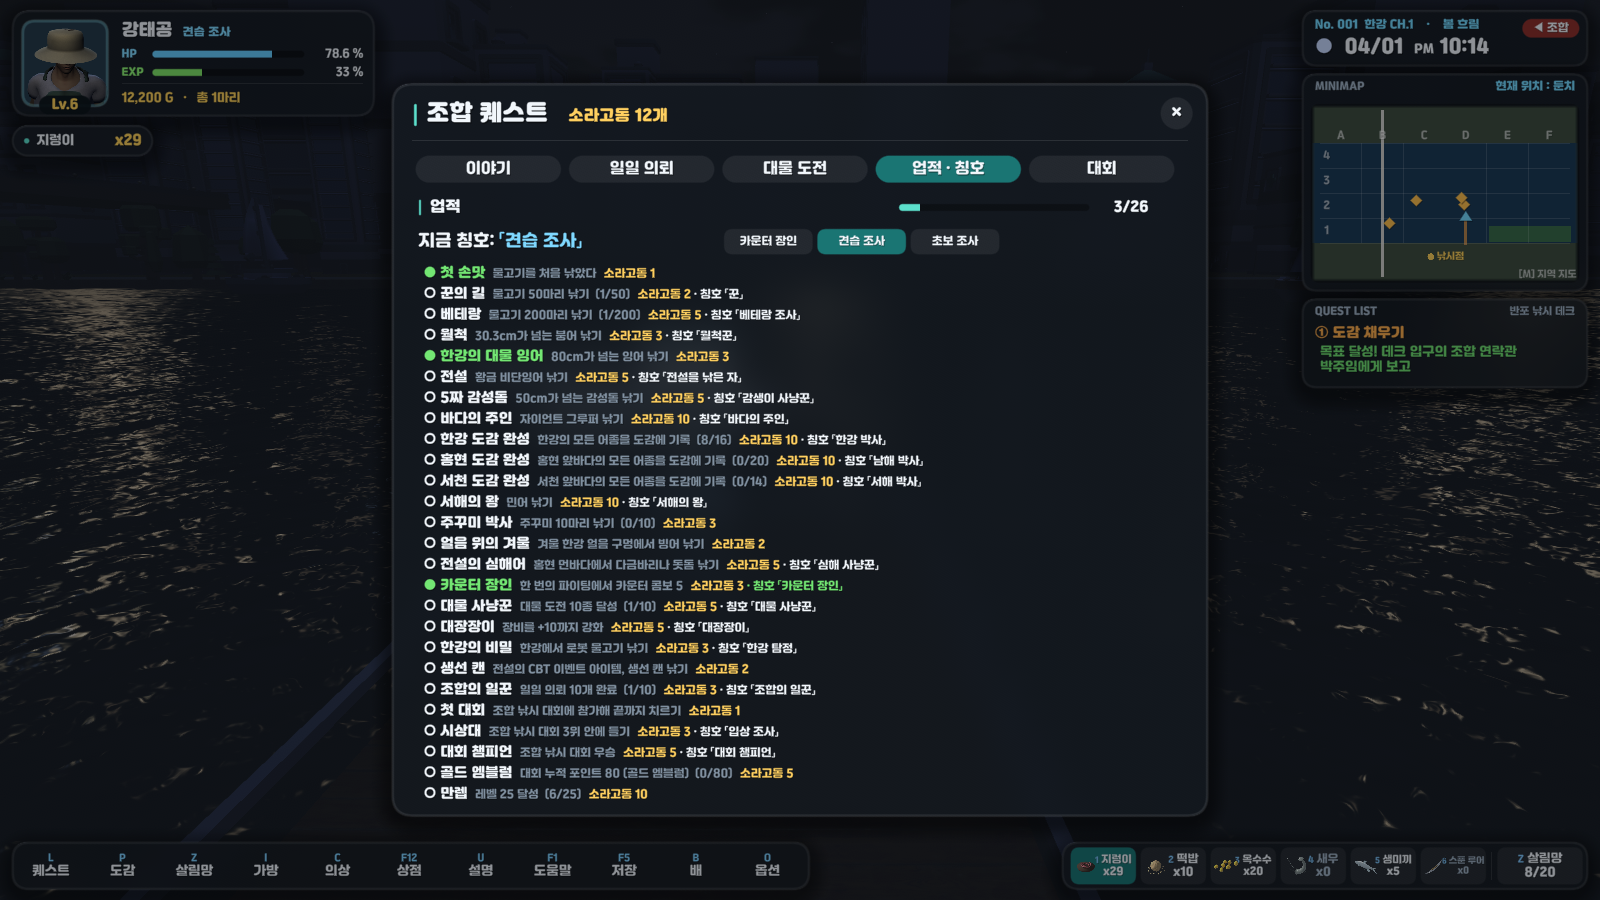 강태공 견습 조사
HP 78.6 %
EXP 33 %
Lv.6
12,200 G · 총 1마리
지렁이 x29
No. 001 한강 CH.1 · 봄 흐림
◀ 조합
04/01 PM 10:14
MINIMAP 현재 위치 : 둔치
A B C D E F
4
3
2
1
낚시점
[M] 지역 지도
QUEST LIST 반포 낚시 데크
① 도감 채우기
목표 달성! 데크 입구의 조합 연락관
박주임에게 보고
조합 퀘스트 소라고동 12개
×
이야기 일일 의뢰 대물 도전 업적 · 칭호 대회
업적 3/26
지금 칭호: 「견습 조사」 카운터 장인 견습 조사 초보 조사
첫 손맛 물고기를 처음 낚았다 소라고동 1
꾼의 길 물고기 50마리 낚기 (1/50) 소라고동 2 · 칭호 「꾼」
베테랑 물고기 200마리 낚기 (1/200) 소라고동 5 · 칭호 「베테랑 조사」
월척 30.3cm가 넘는 붕어 낚기 소라고동 3 · 칭호 「월척꾼」
한강의 대물 잉어 80cm가 넘는 잉어 낚기 소라고동 3
전설 황금 비단잉어 낚기 소라고동 5 · 칭호 「전설을 낚은 자」
5짜 감성돔 50cm가 넘는 감성돔 낚기 소라고동 5 · 칭호 「감생이 사냥꾼」
바다의 주인 자이언트 그루퍼 낚기 소라고동 10 · 칭호 「바다의 주인」
한강 도감 완성 한강의 모든 어종을 도감에 기록 (8/16) 소라고동 10 · 칭호 「한강 박사」
홍현 도감 완성 홍현 앞바다의 모든 어종을 도감에 기록 (0/20) 소라고동 10 · 칭호 「남해 박사」
서천 도감 완성 서천 앞바다의 모든 어종을 도감에 기록 (0/14) 소라고동 10 · 칭호 「서해 박사」
서해의 왕 민어 낚기 소라고동 10 · 칭호 「서해의 왕」
주꾸미 박사 주꾸미 10마리 낚기 (0/10) 소라고동 3
얼음 위의 겨울 겨울 한강 얼음 구멍에서 빙어 낚기 소라고동 2
전설의 심해어 홍현 먼바다에서 다금바리나 돗돔 낚기 소라고동 5 · 칭호 「심해 사냥꾼」
카운터 장인 한 번의 파이팅에서 카운터 콤보 5 소라고동 3 · 칭호 「카운터 장인」
대물 사냥꾼 대물 도전 10종 달성 (1/10) 소라고동 5 · 칭호 「대물 사냥꾼」
대장장이 장비를 +10까지 강화 소라고동 5 · 칭호 「대장장이」
한강의 비밀 한강에서 로봇 물고기 낚기 소라고동 3 · 칭호 「한강 탐정」
생선 캔 전설의 CBT 이벤트 아이템, 생선 캔 낚기 소라고동 2
조합의 일꾼 일일 의뢰 10개 완료 (1/10) 소라고동 3 · 칭호 「조합의 일꾼」
첫 대회 조합 낚시 대회에 참가해 끝까지 치르기 소라고동 1
시상대 조합 낚시 대회 3위 안에 들기 소라고동 3 · 칭호 「입상 조사」
대회 챔피언 조합 낚시 대회 우승 소라고동 5 · 칭호 「대회 챔피언」
골드 엠블럼 대회 누적 포인트 80 (골드 엠블럼) (0/80) 소라고동 5
만렙 레벨 25 달성 (6/25) 소라고동 10
L P Z I C F12 U F1 F5 B O
퀘스트 도감 살림망 가방 의상 상점 설명 도움말 저장 배 옵션
1 지렁이 2 떡밥 3 옥수수 4 새우 5 생미끼 6 스푼 루어 Z 살림망
x29 x10 x20 x0 x5 x0 8/20